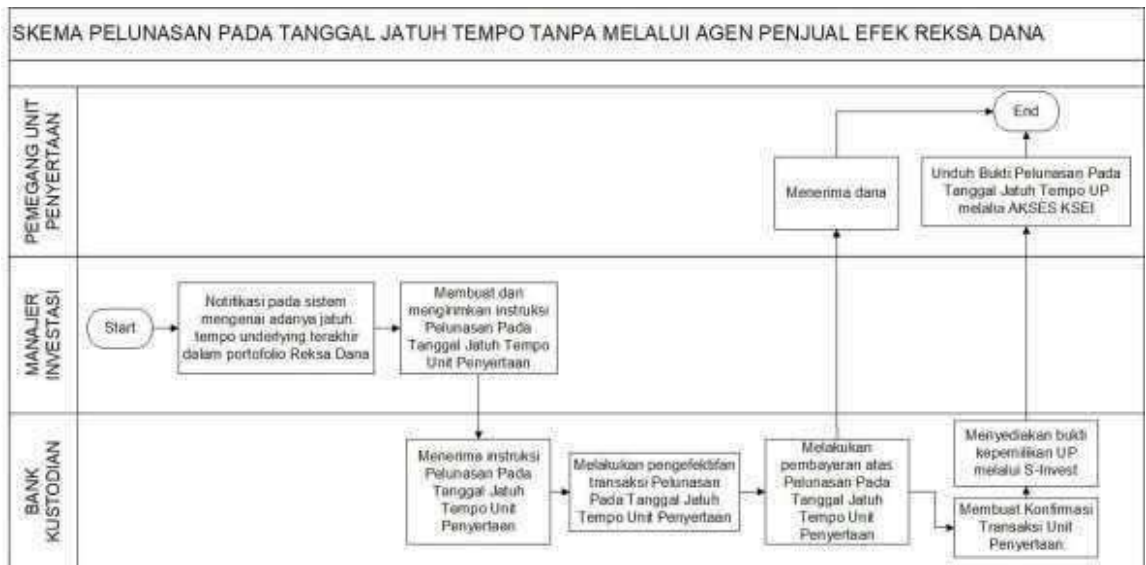 SKEMA PELUNASAN PADA TANGGAL JATUH TEMPO TANPA MELALUI AGEN PENJUAL EFEK REKSA DANA
PEMEGANG UNIT
PENYERTAAN
End
Menerima dana
Unduh Bukti Pelunasan Pada
Tanggal Jatuh Tempo UP
melalui AKSES KSEI
MANAJER
INVESTASI
Start
Notifikasi pada sistem
mengenai adanya jatuh
tempo underlying terakhir
dalam portofolio Reksa Dana
Membuat dan
mengirimkan instruksi
Pelunasan Pada
Tanggal Jatuh Tempo
Unit Penyertaan
BANK
KUSTODIAN
Menerima instruksi
Pelunasan Pada
Tanggal Jatuh
Tempo Unit
Penyertaan
Melakukan pengefektifan
transaksi Pelunasan
Pada Tanggal Jatuh
Tempo Unit Penyertaan
Melakukan
pembayaran atas
Pelunasan Pada
Tanggal Jatuh
Tempo Unit
Penyertaan
Menyediakan bukti
kepemilikan UP
melalui S-Invest
Membuat Konfirmasi
Transaksi Unit
Penyertaan